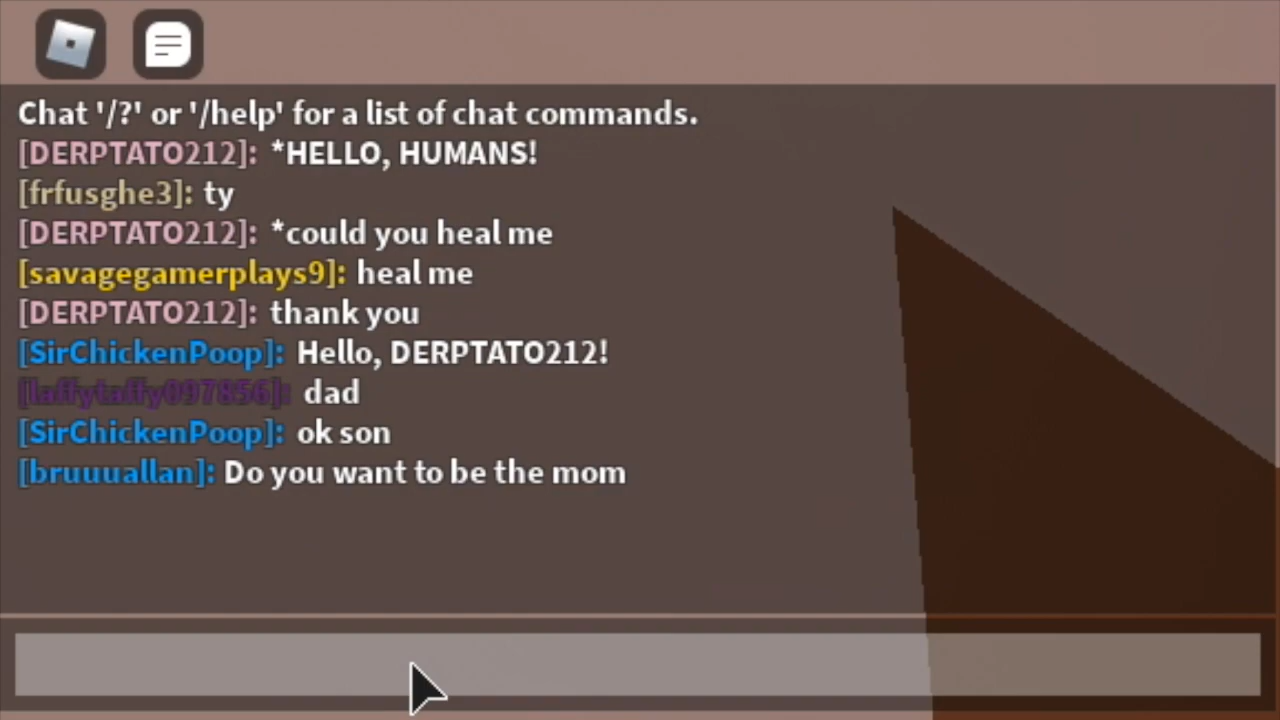 Chat '/?' or '/help' for a list of chat commands.
[DERPTATO212]: *HELLO, HUMANS!
[frfusghe3]: ty
[DERPTATO212]: *could you heal me
[savagegamerplays9]: heal me
[DERPTATO212]: thank you
[SirChickenPoop]: Hello, DERPTATO212!
[laffytaffy097856]: dad
[SirChickenPoop]: ok son
[bruuuallan]: Do you want to be the mom